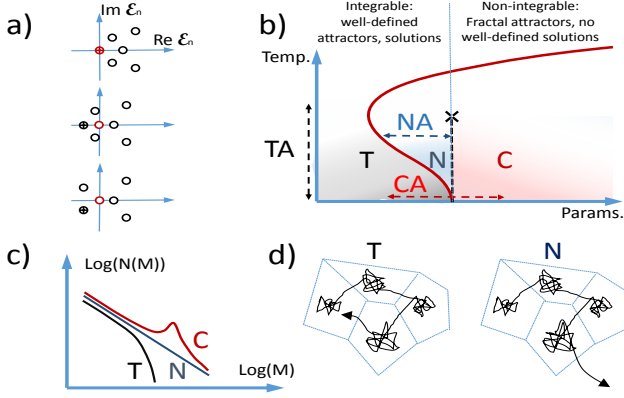 a)
Im ℰn
Re ℰn
b)
Integrable:
well-defined
attractors, solutions
Non-integrable:
Fractal attractors, no
well-defined solutions
Temp.
TA
NA
T
N
C
CA
Params.
c)
Log(N(M))
C
T
N
Log(M)
d)
T
N